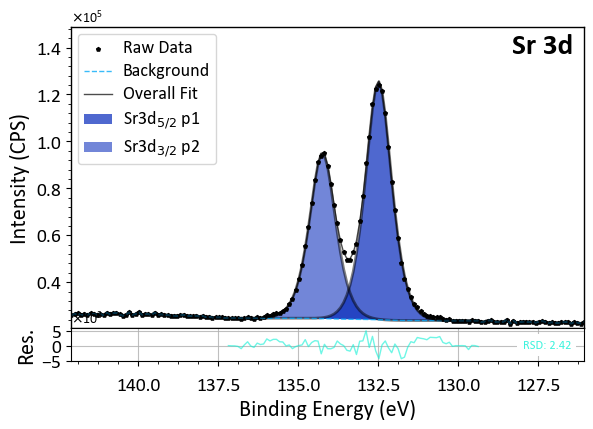 ×10⁵
Sr 3d
Raw Data
Background
Overall Fit
Sr3d₅/₂ p1
Sr3d₃/₂ p2
Intensity (CPS)
1.4
1.2
1.0
0.8
0.6
0.4
Res.
5
0
−5
RSD: 2.42
140.0 137.5 135.0 132.5 130.0 127.5
Binding Energy (eV)